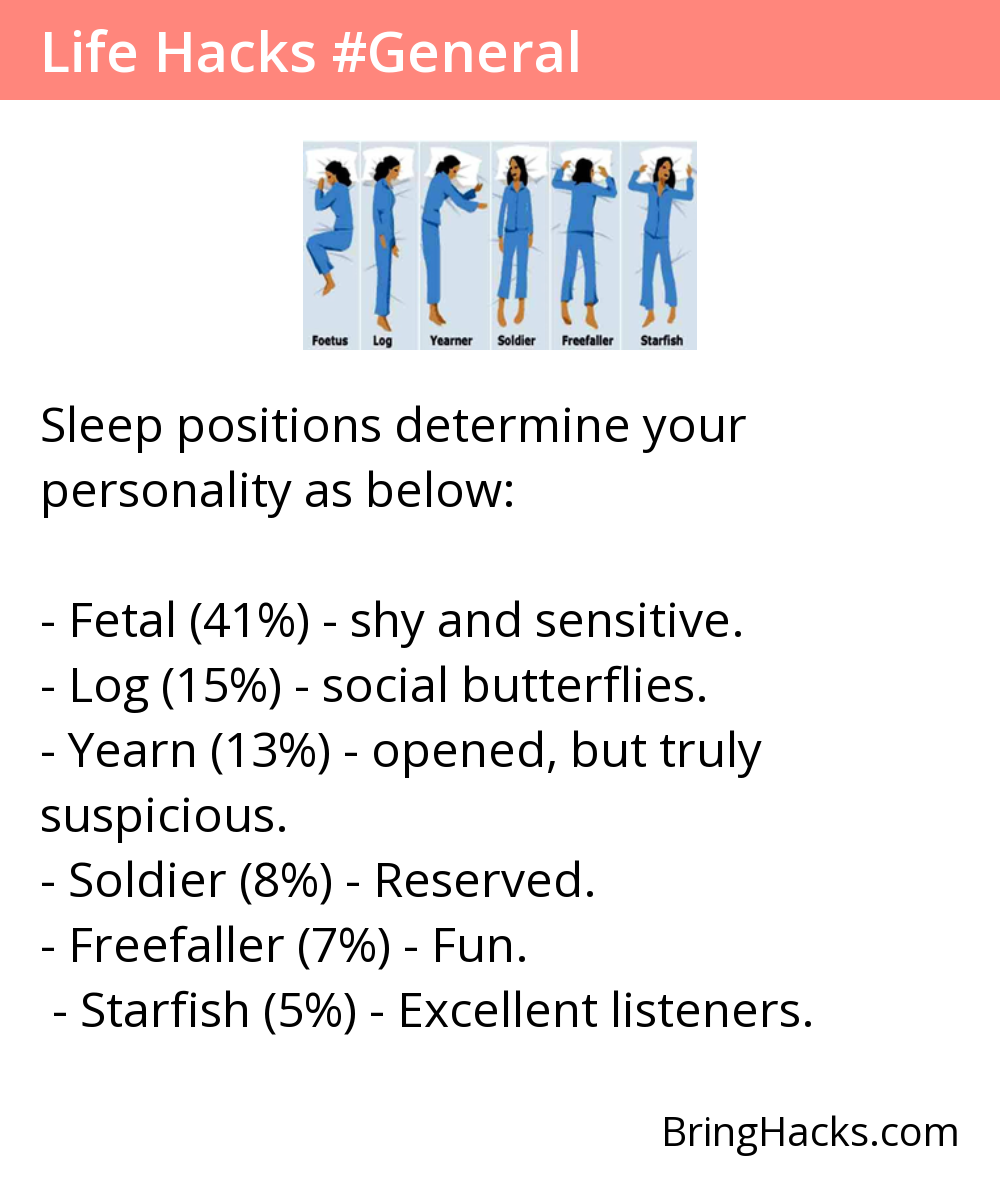 Life Hacks #General
Foetus Log Yearner Soldier Freefaller Starfish
Sleep positions determine your
personality as below:
- Fetal (41%) - shy and sensitive.
- Log (15%) - social butterflies.
- Yearn (13%) - opened, but truly
suspicious.
- Soldier (8%) - Reserved.
- Freefaller (7%) - Fun.
- Starfish (5%) - Excellent listeners.
BringHacks.com